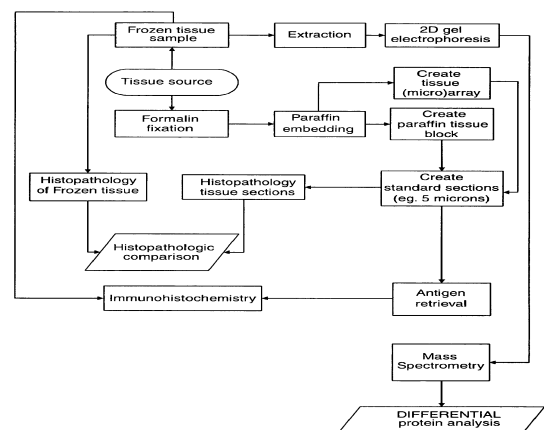 Frozen tissue
sample
Extraction
2D gel
electrophoresis
Tissue source
Create
tissue
(micro)array
Formalin
fixation
Paraffin
embedding
Create
paraffin tissue
block
Histopathology
of Frozen tissue
Histopathology
tissue sections
Create
standard sections
(eg. 5 microns)
Histopathologic
comparison
Immunohistochemistry
Antigen
retrieval
Mass
Spectrometry
DIFFERENTIAL
protein analysis